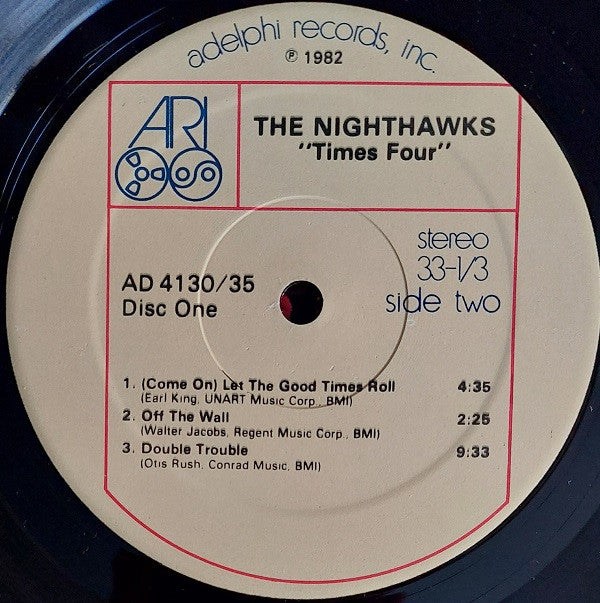 adelphi records, inc.
℗ 1982
ARI
THE NIGHTHAWKS
"Times Four"
stereo
33-1/3
side two
AD 4130/35
Disc One
1. (Come On) Let The Good Times Roll 4:35
(Earl King, UNART Music Corp., BMI)
2. Off The Wall 2:25
(Walter Jacobs, Regent Music Corp., BMI)
3. Double Trouble 9:33
(Otis Rush, Conrad Music, BMI)